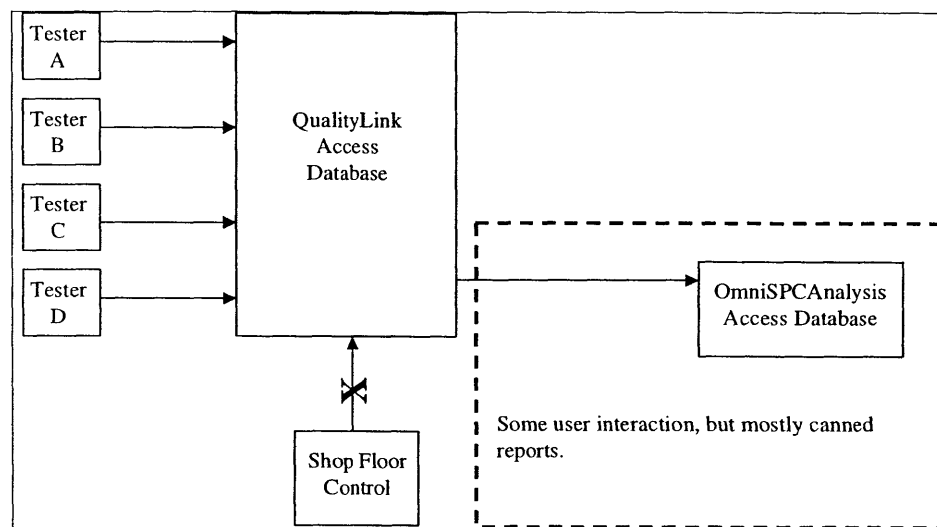 Tester
A
Tester
B
Tester
C
Tester
D
QualityLink
Access
Database
OmniSPCAnalysis
Access Database
Some user interaction, but mostly canned
reports.
Shop Floor
Control